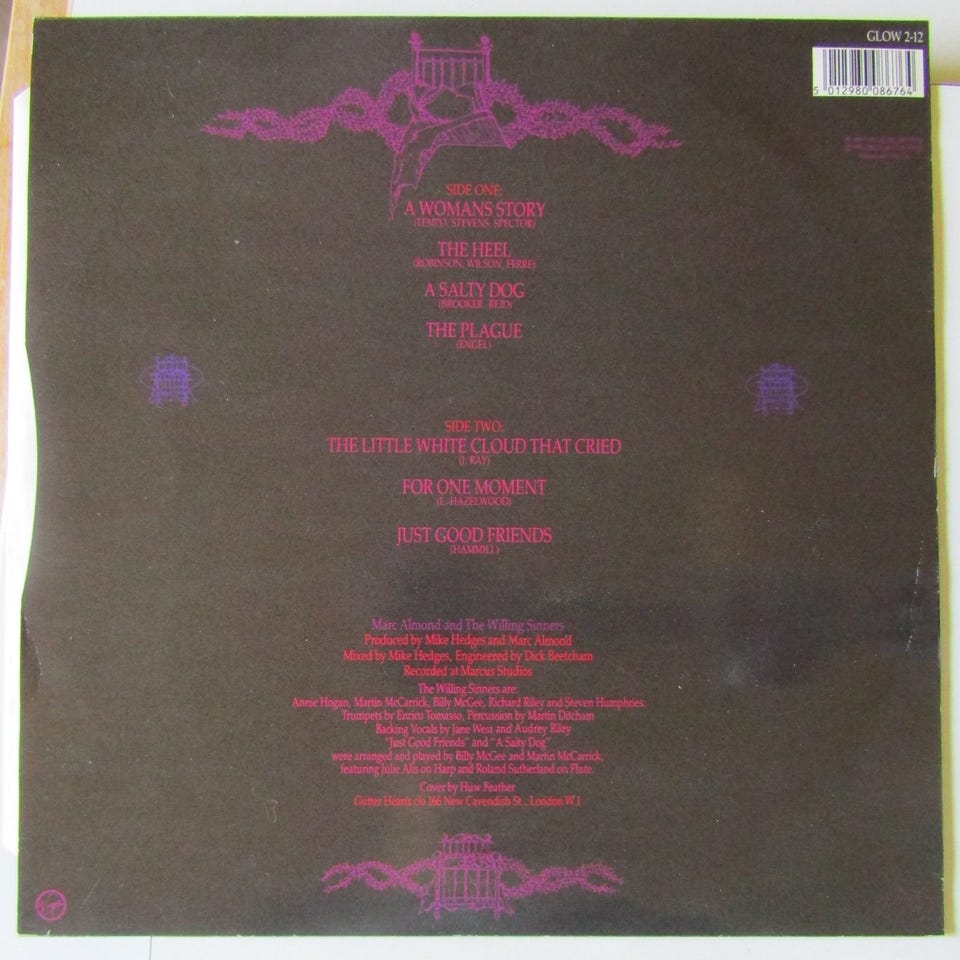 GLOW 2-12
5 012980 086764
SIDE ONE:
A WOMANS STORY
(TEMPO, STEVENS, SPECTOR)
THE HEEL
(ROBINSON, WILSON, FERRE)
A SALTY DOG
(BROOKER REID)
THE PLAGUE
(ENGEL)
SIDE TWO:
THE LITTLE WHITE CLOUD THAT CRIED
(J. RAY)
FOR ONE MOMENT
(L. HAZELWOOD)
JUST GOOD FRIENDS
(HAMMILL)
Marc Almond and The Willing Sinners
Produced by Mike Hedges and Marc Almond
Mixed by Mike Hedges, Engineered by Dick Beetcham
Recorded at Marcus Studios
The Willing Sinners are:
Annie Hogan, Martin McCarrick, Billy McGee, Richard Riley and Steven Humphries.
Trumpets by Enrico Tomasso, Percussion by Martin Ditcham
Backing Vocals by Jane West and Audrey Riley
"Just Good Friends" and "A Salty Dog"
were arranged and played by Billy McGee and Martin McCarrick,
featuring Julie Alis on Harp and Roland Sutherland on Flute.
Cover by Huw Feather
Gutter Hearts c/o 166 New Cavendish St., London W.1
Virgin